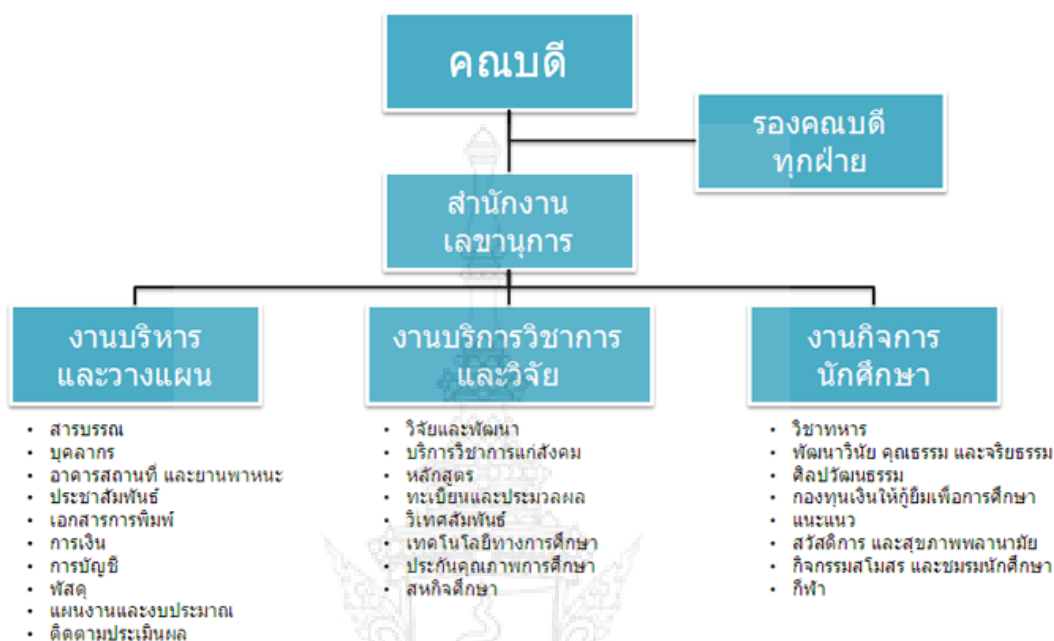 คณบดี
รองคณบดี
ทุกฝ่าย
สำนักงาน
เลขานุการ
งานบริหาร
และวางแผน
• สารบรรณ
• บุคลากร
• อาคารสถานที่ และยานพาหนะ
• ประชาสัมพันธ์
• เอกสารการพิมพ์
• การเงิน
• การบัญชี
• พัสดุ
• แผนงานและงบประมาณ
• ติดตามประเมินผล
งานบริการวิชาการ
และวิจัย
• วิจัยและพัฒนา
• บริการวิชาการแก่สังคม
• หลักสูตร
• ทะเบียนและประมวลผล
• วิเทศสัมพันธ์
• เทคโนโลยีทางการศึกษา
• ประกันคุณภาพการศึกษา
• สหกิจศึกษา
งานกิจการ
นักศึกษา
• วิชาทหาร
• พัฒนาวินัย คุณธรรม และจริยธรรม
• ศิลปวัฒนธรรม
• กองทุนเงินให้กู้ยืมเพื่อการศึกษา
• แนะแนว
• สวัสดิการ และสุขภาพพลานามัย
• กิจกรรมสโมสร และชมรมนักศึกษา
• กีฬา